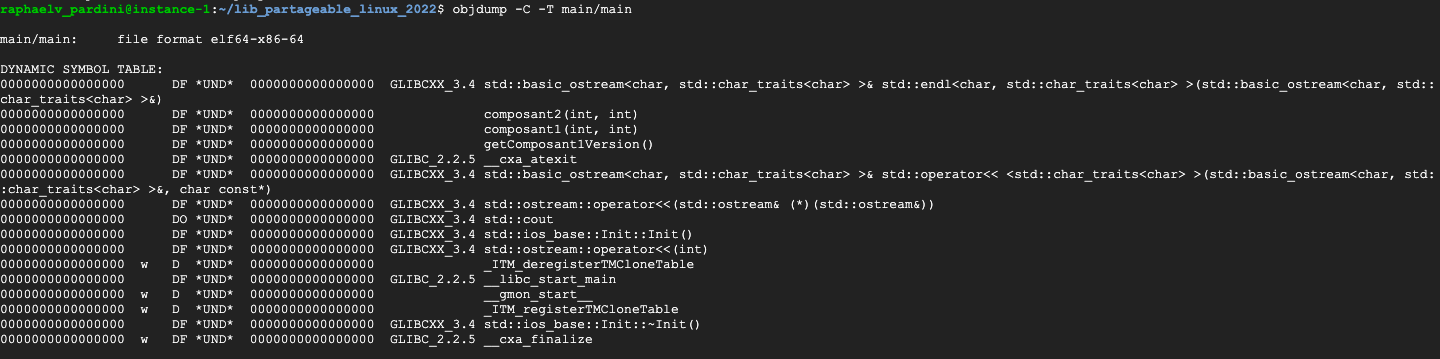 raphaelv_pardini@instance-1:~/lib_partageable_linux_2022$ objdump -C -T main/main
main/main:     file format elf64-x86-64
DYNAMIC SYMBOL TABLE:
0000000000000000      DF *UND*  0000000000000000  GLIBCXX_3.4 std::basic_ostream<char, std::char_traits<char> >& std::endl<char, std::char_traits<char> >(std::basic_ostream<char, std::
char_traits<char> >&)
0000000000000000      DF *UND*  0000000000000000              composant2(int, int)
0000000000000000      DF *UND*  0000000000000000              composant1(int, int)
0000000000000000      DF *UND*  0000000000000000              getComposant1Version()
0000000000000000      DF *UND*  0000000000000000  GLIBC_2.2.5 __cxa_atexit
0000000000000000      DF *UND*  0000000000000000  GLIBCXX_3.4 std::basic_ostream<char, std::char_traits<char> >& std::operator<< <std::char_traits<char> >(std::basic_ostream<char, std:
:char_traits<char> >&, char const*)
0000000000000000      DF *UND*  0000000000000000  GLIBCXX_3.4 std::ostream::operator<<(std::ostream& (*)(std::ostream&))
0000000000000000      DO *UND*  0000000000000000  GLIBCXX_3.4 std::cout
0000000000000000      DF *UND*  0000000000000000  GLIBCXX_3.4 std::ios_base::Init::Init()
0000000000000000      DF *UND*  0000000000000000  GLIBCXX_3.4 std::ostream::operator<<(int)
0000000000000000  w   D  *UND*  0000000000000000              _ITM_deregisterTMCloneTable
0000000000000000      DF *UND*  0000000000000000  GLIBC_2.2.5 __libc_start_main
0000000000000000  w   D  *UND*  0000000000000000              __gmon_start__
0000000000000000  w   D  *UND*  0000000000000000              _ITM_registerTMCloneTable
0000000000000000      DF *UND*  0000000000000000  GLIBCXX_3.4 std::ios_base::Init::~Init()
0000000000000000  w   DF *UND*  0000000000000000  GLIBC_2.2.5 __cxa_finalize